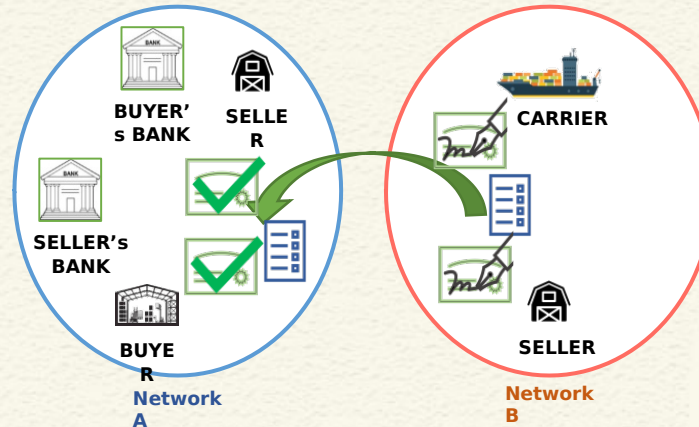 BANK
BUYER’
s BANK
SELLE
R
BANK
SELLER’s
BANK
BUYE
R
Network
A
CARRIER
SELLER
Network
B